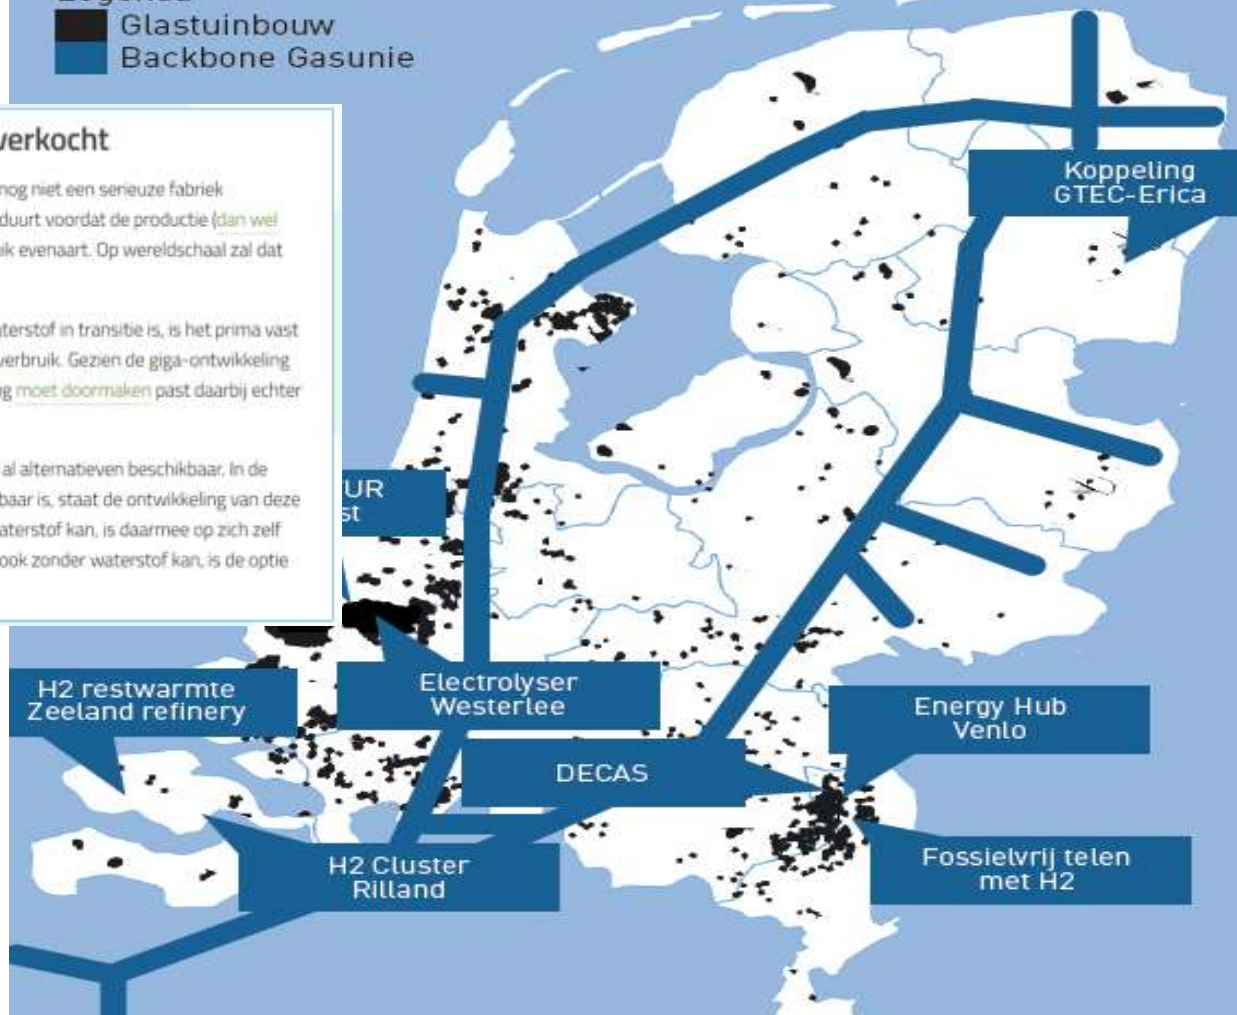 Glastuinbouw
Backbone Gasunie
verkocht
nog niet een serieuze fabriek
duurt voordat de productie (dan wel
ik evenaart. Op wereldschaal zal dat
terstof in transitie is, is het prima vast
verbruik. Gezien de giga-ontwikkeling
g moet doormaken past daarbij echter
al alternatieven beschikbaar. In de
baar is, staat de ontwikkeling van deze
aterstof kan, is daarmee op zich zelf
ook zonder waterstof kan, is de optie
Koppeling
GTEC-Erica
UR
st
H2 restwarmte
Zeeland refinery
Electrolyser
Westerlee
Energy Hub
Venlo
DECAS
H2 Cluster
Rilland
Fossielvrij telen
met H2